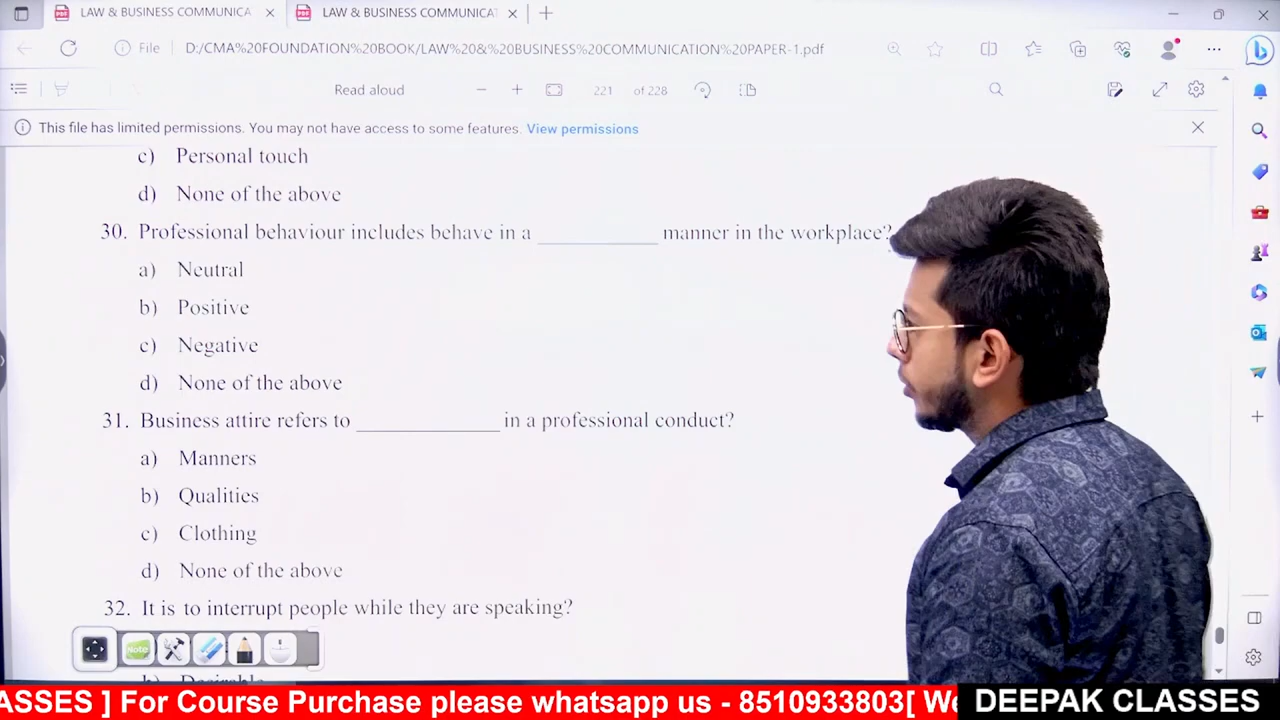 LAW & BUSINESS COMMUNICA
LAW & BUSINESS COMMUNICAT
File
D:/CMA%20FOUNDATION%20BOOK/LAW%20&%20BUSINESS%20COMMUNICATION%20PAPER-1.pdf
Read aloud
221 of 228
This file has limited permissions. You may not have access to some features. View permissions
c) Personal touch
d) None of the above
30. Professional behaviour includes behave in a __________ manner in the workplace?
a) Neutral
b) Positive
c) Negative
d) None of the above
31. Business attire refers to ____________ in a professional conduct?
a) Manners
b) Qualities
c) Clothing
d) None of the above
32. It is to interrupt people while they are speaking?
Note
b) Desirable
CLASSES ] For Course Purchase please whatsapp us - 8510933803[ We
DEEPAK CLASSES